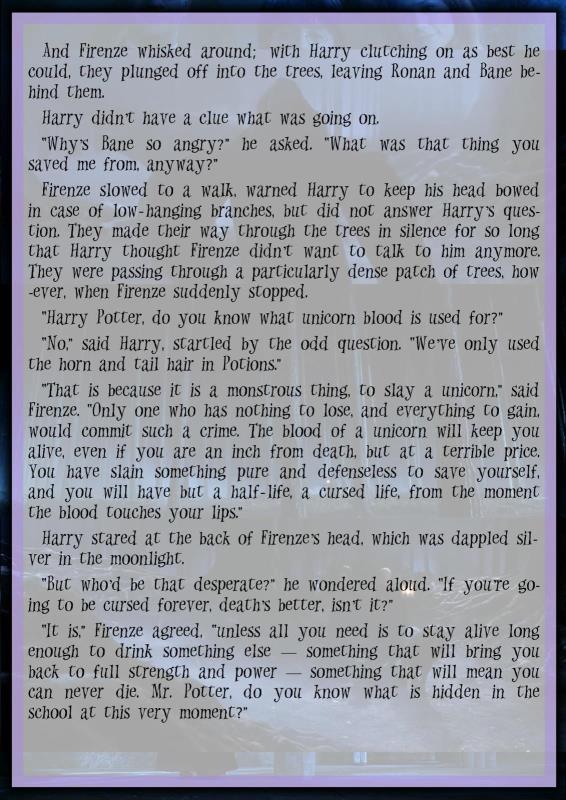 And Firenze whisked around; with Harry clutching on as best he
could, they plunged off into the trees, leaving Ronan and Bane be-
hind them.
Harry didn't have a clue what was going on.
"Why's Bane so angry?" he asked. "What was that thing you
saved me from, anyway?"
Firenze slowed to a walk, warned Harry to keep his head bowed
in case of low-hanging branches, but did not answer Harry's ques-
tion. They made their way through the trees in silence for so long
that Harry thought Firenze didn't want to talk to him anymore.
They were passing through a particularly dense patch of trees, how
-ever, when Firenze suddenly stopped.
"Harry Potter, do you know what unicorn blood is used for?"
"No," said Harry, startled by the odd question. "We've only used
the horn and tail hair in Potions."
"That is because it is a monstrous thing, to slay a unicorn," said
Firenze. "Only one who has nothing to lose, and everything to gain,
would commit such a crime. The blood of a unicorn will keep you
alive, even if you are an inch from death, but at a terrible price.
You have slain something pure and defenseless to save yourself,
and you will have but a half-life, a cursed life, from the moment
the blood touches your lips."
Harry stared at the back of Firenze's head, which was dappled sil-
ver in the moonlight.
"But who'd be that desperate?" he wondered aloud. "If you're go-
ing to be cursed forever, death's better, isn't it?"
"It is," Firenze agreed, "unless all you need is to stay alive long
enough to drink something else — something that will bring you
back to full strength and power — something that will mean you
can never die. Mr. Potter, do you know what is hidden in the
school at this very moment?"